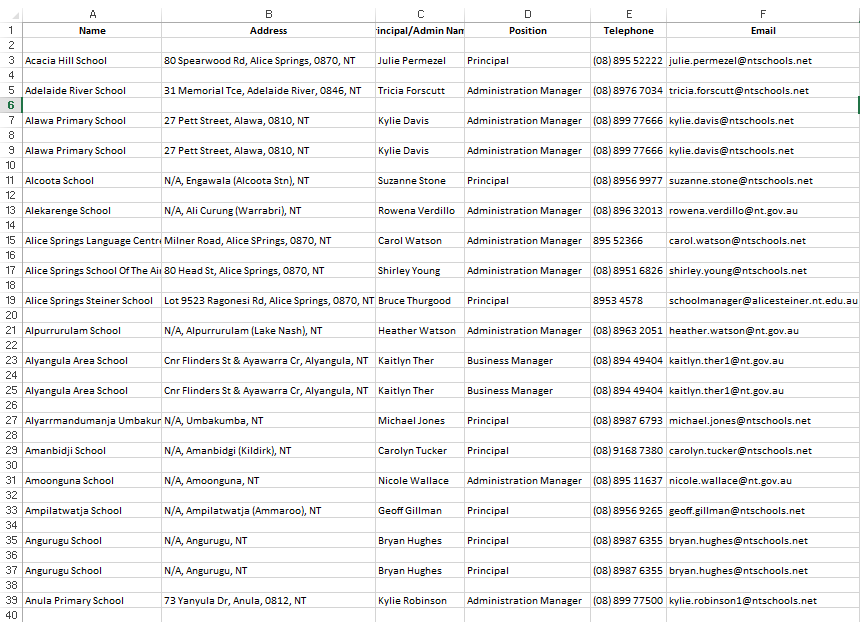 A B C D E F
1 Name Address rincipal/Admin Nam Position Telephone Email
2
3 Acacia Hill School 80 Spearwood Rd, Alice Springs, 0870, NT Julie Permezel Principal (08) 895 52222 julie.permezel@ntschools.net
4
5 Adelaide River School 31 Memorial Tce, Adelaide River, 0846, NT Tricia Forscutt Administration Manager (08) 8976 7034 tricia.forscutt@ntschools.net
6
7 Alawa Primary School 27 Pett Street, Alawa, 0810, NT Kylie Davis Administration Manager (08) 899 77666 kylie.davis@ntschools.net
8
9 Alawa Primary School 27 Pett Street, Alawa, 0810, NT Kylie Davis Administration Manager (08) 899 77666 kylie.davis@ntschools.net
10
11 Alcoota School N/A, Engawala (Alcoota Stn), NT Suzanne Stone Principal (08) 8956 9977 suzanne.stone@ntschools.net
12
13 Alekarenge School N/A, Ali Curung (Warrabri), NT Rowena Verdillo Administration Manager (08) 896 32013 rowena.verdillo@nt.gov.au
14
15 Alice Springs Language Centre Milner Road, Alice SPrings, 0870, NT Carol Watson Administration Manager 895 52366 carol.watson@ntschools.net
16
17 Alice Springs School Of The Air 80 Head St, Alice Springs, 0870, NT Shirley Young Administration Manager (08) 8951 6826 shirley.young@ntschools.net
18
19 Alice Springs Steiner School Lot 9523 Ragonesi Rd, Alice Springs, 0870, NT Bruce Thurgood Principal 8953 4578 schoolmanager@alicesteiner.nt.edu.au
20
21 Alpurrurulam School N/A, Alpurrurulam (Lake Nash), NT Heather Watson Administration Manager (08) 8963 2051 heather.watson@nt.gov.au
22
23 Alyangula Area School Cnr Flinders St & Ayawarra Cr, Alyangula, NT Kaitlyn Ther Business Manager (08) 894 49404 kaitlyn.ther1@nt.gov.au
24
25 Alyangula Area School Cnr Flinders St & Ayawarra Cr, Alyangula, NT Kaitlyn Ther Business Manager (08) 894 49404 kaitlyn.ther1@nt.gov.au
26
27 Alyarrmandumanja Umbakur N/A, Umbakumba, NT Michael Jones Principal (08) 8987 6793 michael.jones@ntschools.net
28
29 Amanbidji School N/A, Amanbidgi (Kildirk), NT Carolyn Tucker Principal (08) 9168 7380 carolyn.tucker@ntschools.net
30
31 Amoonguna School N/A, Amoonguna, NT Nicole Wallace Administration Manager (08) 895 11637 nicole.wallace@nt.gov.au
32
33 Ampilatwatja School N/A, Ampilatwatja (Ammaroo), NT Geoff Gillman Principal (08) 8956 9265 geoff.gillman@ntschools.net
34
35 Angurugu School N/A, Angurugu, NT Bryan Hughes Principal (08) 8987 6355 bryan.hughes@ntschools.net
36
37 Angurugu School N/A, Angurugu, NT Bryan Hughes Principal (08) 8987 6355 bryan.hughes@ntschools.net
38
39 Anula Primary School 73 Yanyula Dr, Anula, 0812, NT Kylie Robinson Administration Manager (08) 899 77500 kylie.robinson1@ntschools.net
40